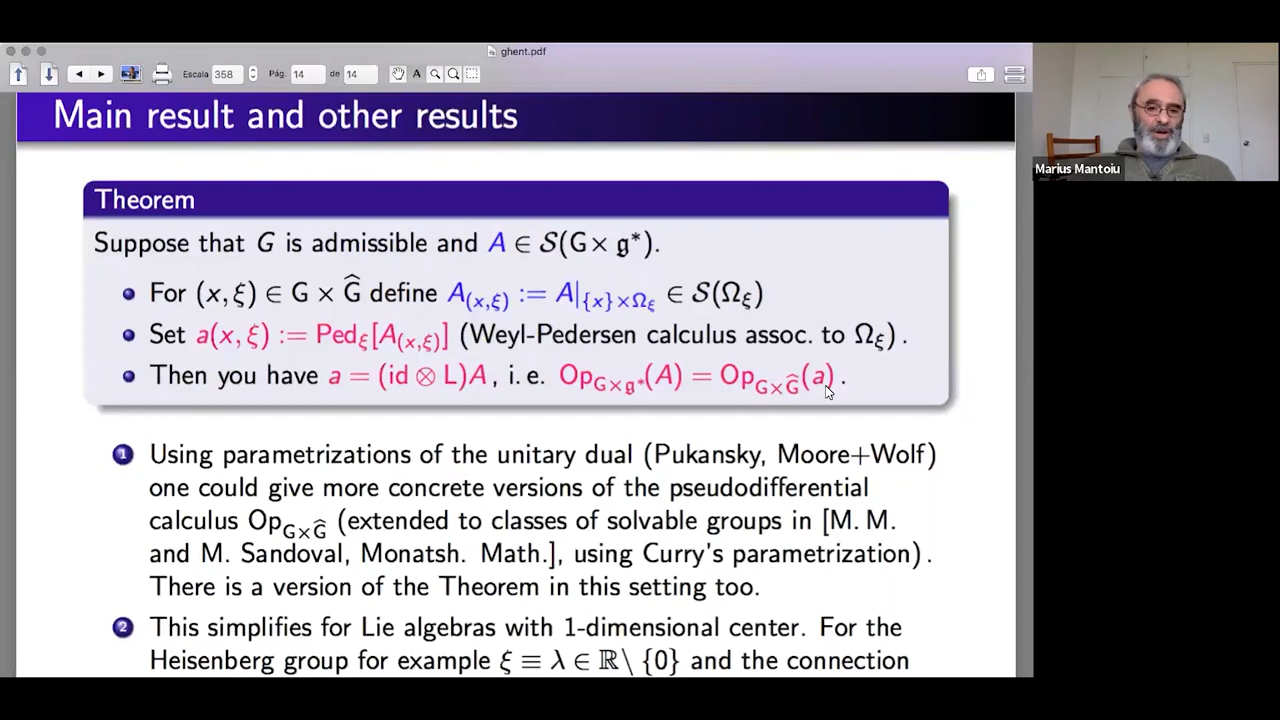 ghent.pdf
Escala 358 Pág. 14 de 14
Main result and other results
Marius Mantoiu
Theorem
Suppose that G is admissible and A ∈ 𝒮(G × 𝔤*).
For (x, ξ) ∈ G × Ĝ define A₍ₓ,ξ₎ := A|_{{x}×Ω_ξ} ∈ 𝒮(Ω_ξ)
Set a(x, ξ) := Ped_ξ[A_{(x,ξ)}] (Weyl-Pedersen calculus assoc. to Ω_ξ).
Then you have a = (id ⊗ L)A, i. e. Op_{G×𝔤*}(A) = Op_{G×Ĝ}(a).
1 Using parametrizations of the unitary dual (Pukansky, Moore+Wolf)
one could give more concrete versions of the pseudodifferential
calculus Op_{G×Ĝ} (extended to classes of solvable groups in [M. M.
and M. Sandoval, Monatsh. Math.], using Curry's parametrization).
There is a version of the Theorem in this setting too.
2 This simplifies for Lie algebras with 1-dimensional center. For the
Heisenberg group for example ξ ≡ λ ∈ ℝ\ {0} and the connection